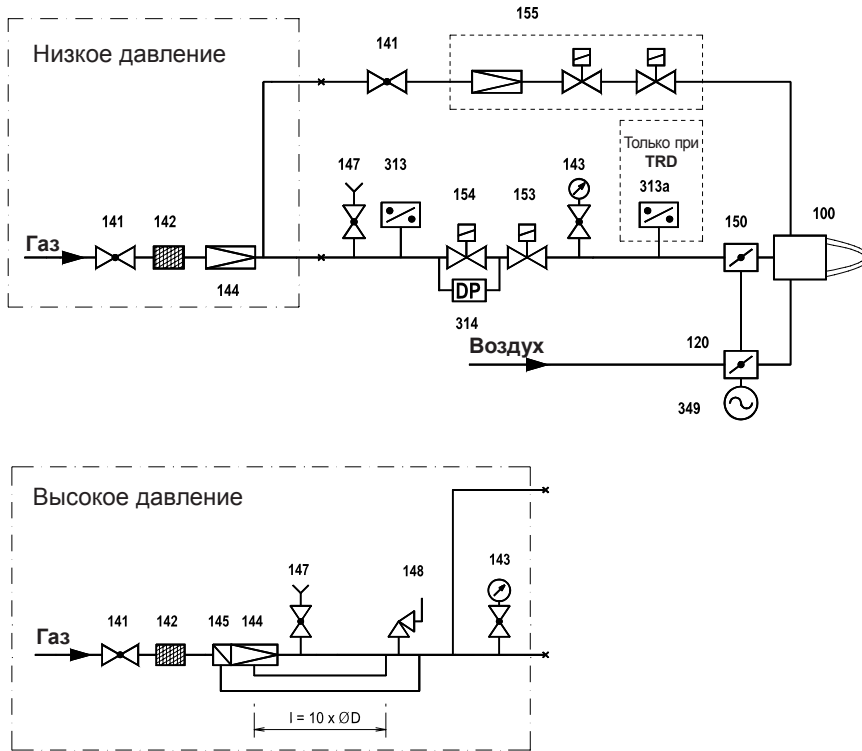 155
Низкое давление
141
Только при
TRD
147
313
154
153
143
313a
150
100
141
142
Газ
144
DP
314
Воздух
120
349
Высокое давление
147
148
143
141
142
145
144
Газ
l = 10 x ØD